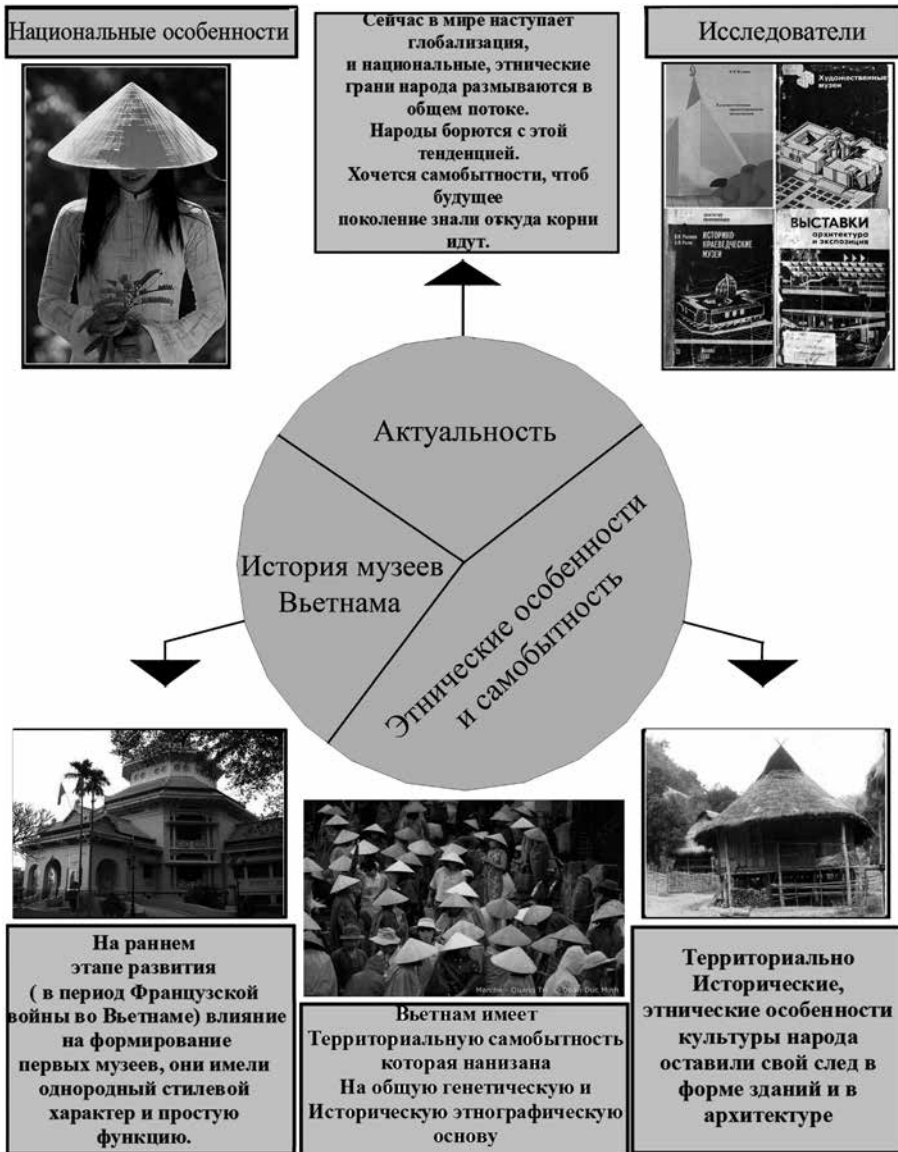 Национальные особенности
Сейчас в мире наступает
глобализация,
и национальные, этнические
грани народа размываются в
общем потоке.
Народы борются с этой
тенденцией.
Хочется самобытности, чтоб
будущее
поколение знали откуда корни
идут.
Исследователи
Художественные
музеи
ИСТОРИКО-
КРАЕВЕДЧЕСКИЕ
МУЗЕИ
ВЫСТАВКИ
архитектура
и экспозиция
Актуальность
История музеев
Вьетнама
Этнические особенности
и самобытность
На раннем
этапе развития
( в период Французской
войны во Вьетнаме) влияние
на формирование
первых музеев, они имели
однородный стилевой
характер и простую
функцию.
Вьетнам имеет
Территориальную самобытность
которая нанизана
На общую генетическую и
Историческую этнографическую
основу
Территориально
Исторические,
этнические особенности
культуры народа
оставили свой след в
форме зданий и в
архитектуре